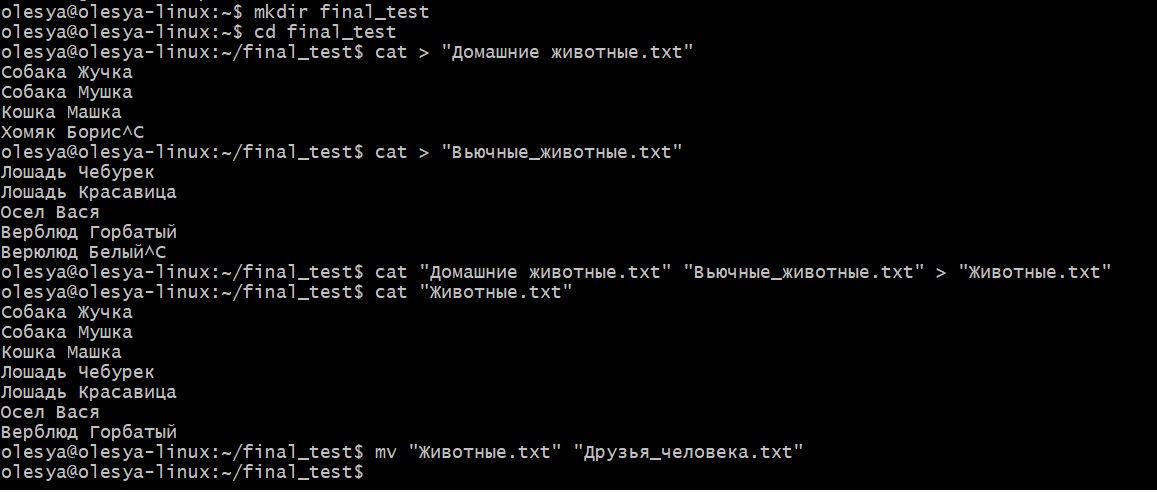 olesya@olesya-linux:~$ mkdir final_test
olesya@olesya-linux:~$ cd final_test
olesya@olesya-linux:~/final_test$ cat > "Домашние животные.txt"
Собака Жучка
Собака Мушка
Кошка Машка
Хомяк Борис^C
olesya@olesya-linux:~/final_test$ cat > "Вьючные_животные.txt"
Лошадь Чебурек
Лошадь Красавица
Осел Вася
Верблюд Горбатый
Верюлюд Белый^C
olesya@olesya-linux:~/final_test$ cat "Домашние животные.txt" "Вьючные_животные.txt" > "Животные.txt"
olesya@olesya-linux:~/final_test$ cat "Животные.txt"
Собака Жучка
Собака Мушка
Кошка Машка
Лошадь Чебурек
Лошадь Красавица
Осел Вася
Верблюд Горбатый
olesya@olesya-linux:~/final_test$ mv "Животные.txt" "Друзья_человека.txt"
olesya@olesya-linux:~/final_test$